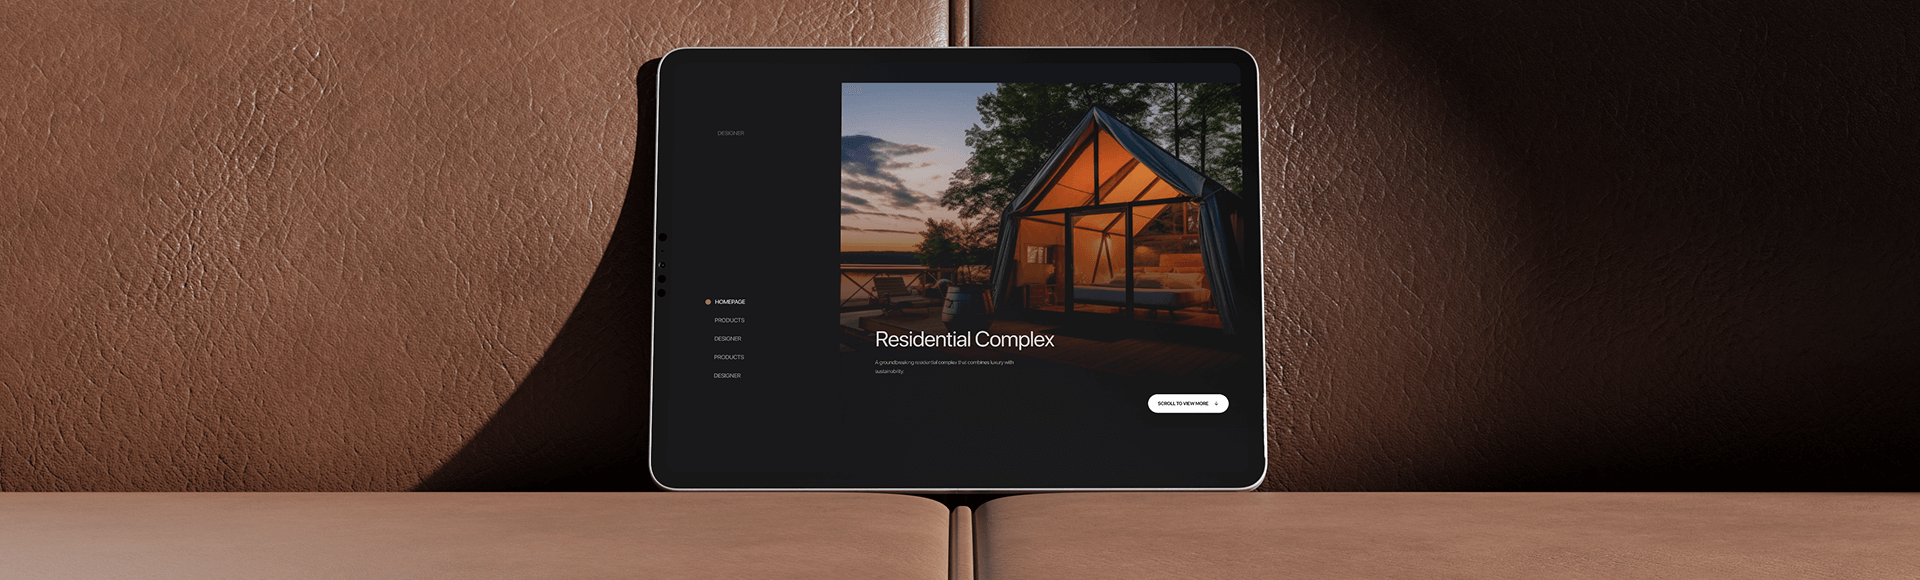 DESIGNER
HOMEPAGE
PRODUCTS
DESIGNER
PRODUCTS
DESIGNER
Residential Complex
A groundbreaking residential complex that combines luxury with
sustainability.
SCROLL TO VIEW MORE